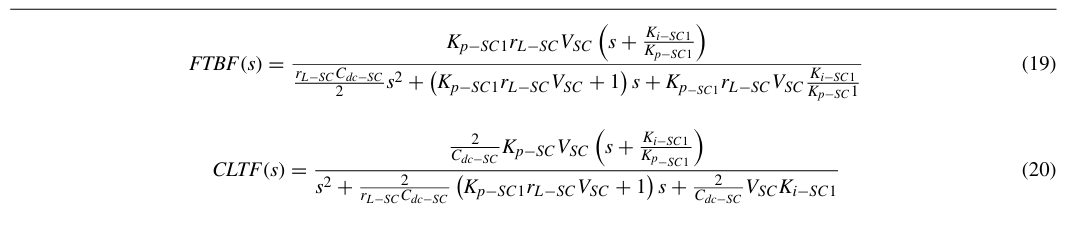 $FTBF(s) = \frac{K_{p-SC1} r_{L-SC} V_{SC} \left( s + \frac{K_{i-SC1}}{K_{p-SC1}} \right)}{\frac{r_{L-SC} C_{dc-SC}}{2} s^2 + \left( K_{p-SC1} r_{L-SC} V_{SC} + 1 \right) s + K_{p_{-SC1}} r_{L-SC} V_{SC} \frac{K_{i-SC1}}{K_{p-SC}1}}$ (19)
$CLTF(s) = \frac{\frac{2}{C_{dc-SC}} K_{p-SC} V_{SC} \left( s + \frac{K_{i-SC1}}{K_{p_{-SC1}}} \right)}{s^2 + \frac{2}{r_{L-SC} C_{dc-SC}} \left( K_{p-SC1} r_{L-SC} V_{SC} + 1 \right) s + \frac{2}{C_{dc-SC}} V_{SC} K_{i-SC1}}$ (20)